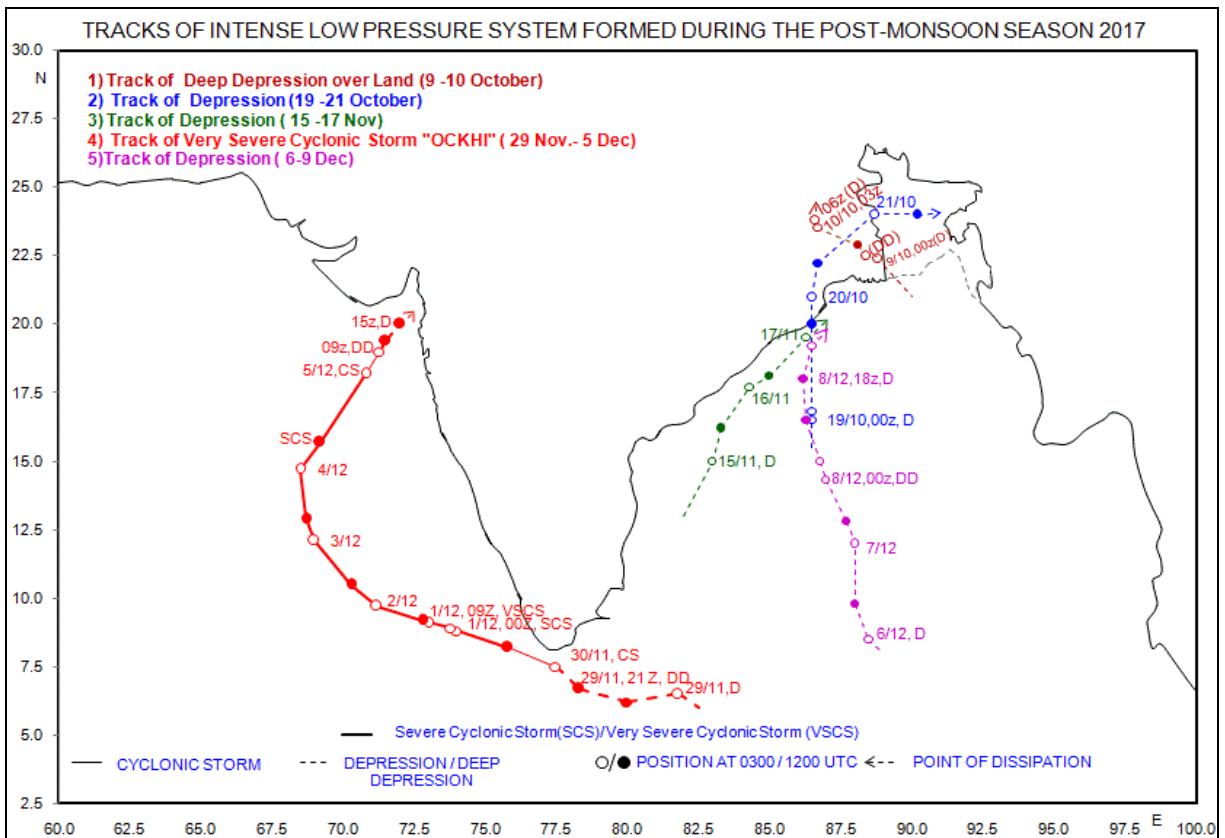 TRACKS OF INTENSE LOW PRESSURE SYSTEM FORMED DURING THE POST-MONSOON SEASON 2017
30.0
N
1) Track of Deep Depression over Land (9 -10 October)
2) Track of Depression (19 -21 October)
3) Track of Depression ( 15 -17 Nov)
4) Track of Very Severe Cyclonic Storm "OCKHI" ( 29 Nov.- 5 Dec)
5)Track of Depression ( 6-9 Dec)
27.5
25.0
22.5
20.0
17.5
15.0
12.5
10.0
7.5
5.0
2.5
06z (D)
10/10,03z
(DD)
9/10,00z(D)
21/10
20/10
19/10,00z, D
17/11
16/11
15/11, D
8/12,18z,D
8/12,00z,DD
7/12
6/12, D
15z,D
09z,DD
5/12,CS
SCS
4/12
3/12
2/12
1/12, 09Z, VSCS
1/12, 00Z, SCS
30/11, CS
29/11, 21 Z, DD
29/11,D
Severe Cyclonic Storm(SCS)/Very Severe Cyclonic Storm (VSCS)
CYCLONIC STORM
DEPRESSION / DEEP DEPRESSION
POSITION AT 0300 / 1200 UTC
POINT OF DISSIPATION
60.0 62.5 65.0 67.5 70.0 72.5 75.0 77.5 80.0 82.5 85.0 87.5 90.0 92.5 95.0 97.5 E 100.0